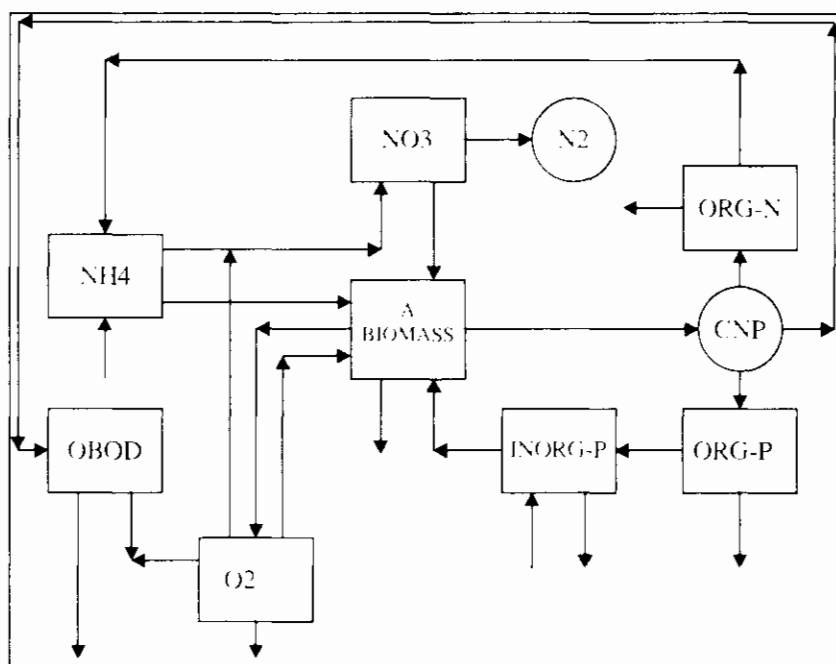 NO3
N2
ORG-N
NH4
A
BIOMASS
CNP
OBOD
INORG-P
ORG-P
O2